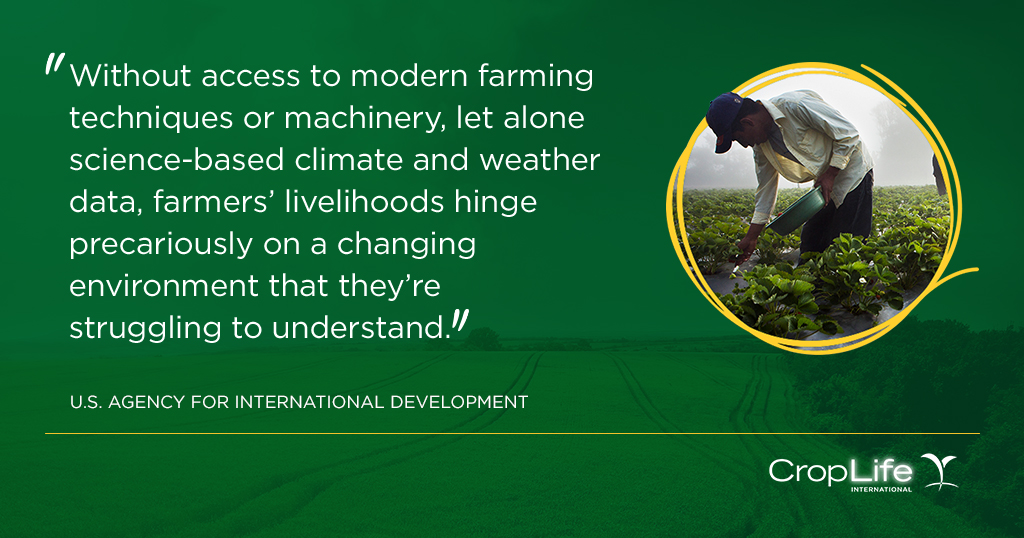 "Without access to modern farming
techniques or machinery, let alone
science-based climate and weather
data, farmers’ livelihoods hinge
precariously on a changing
environment that they’re
struggling to understand."
U.S. AGENCY FOR INTERNATIONAL DEVELOPMENT
CropLife
INTERNATIONAL